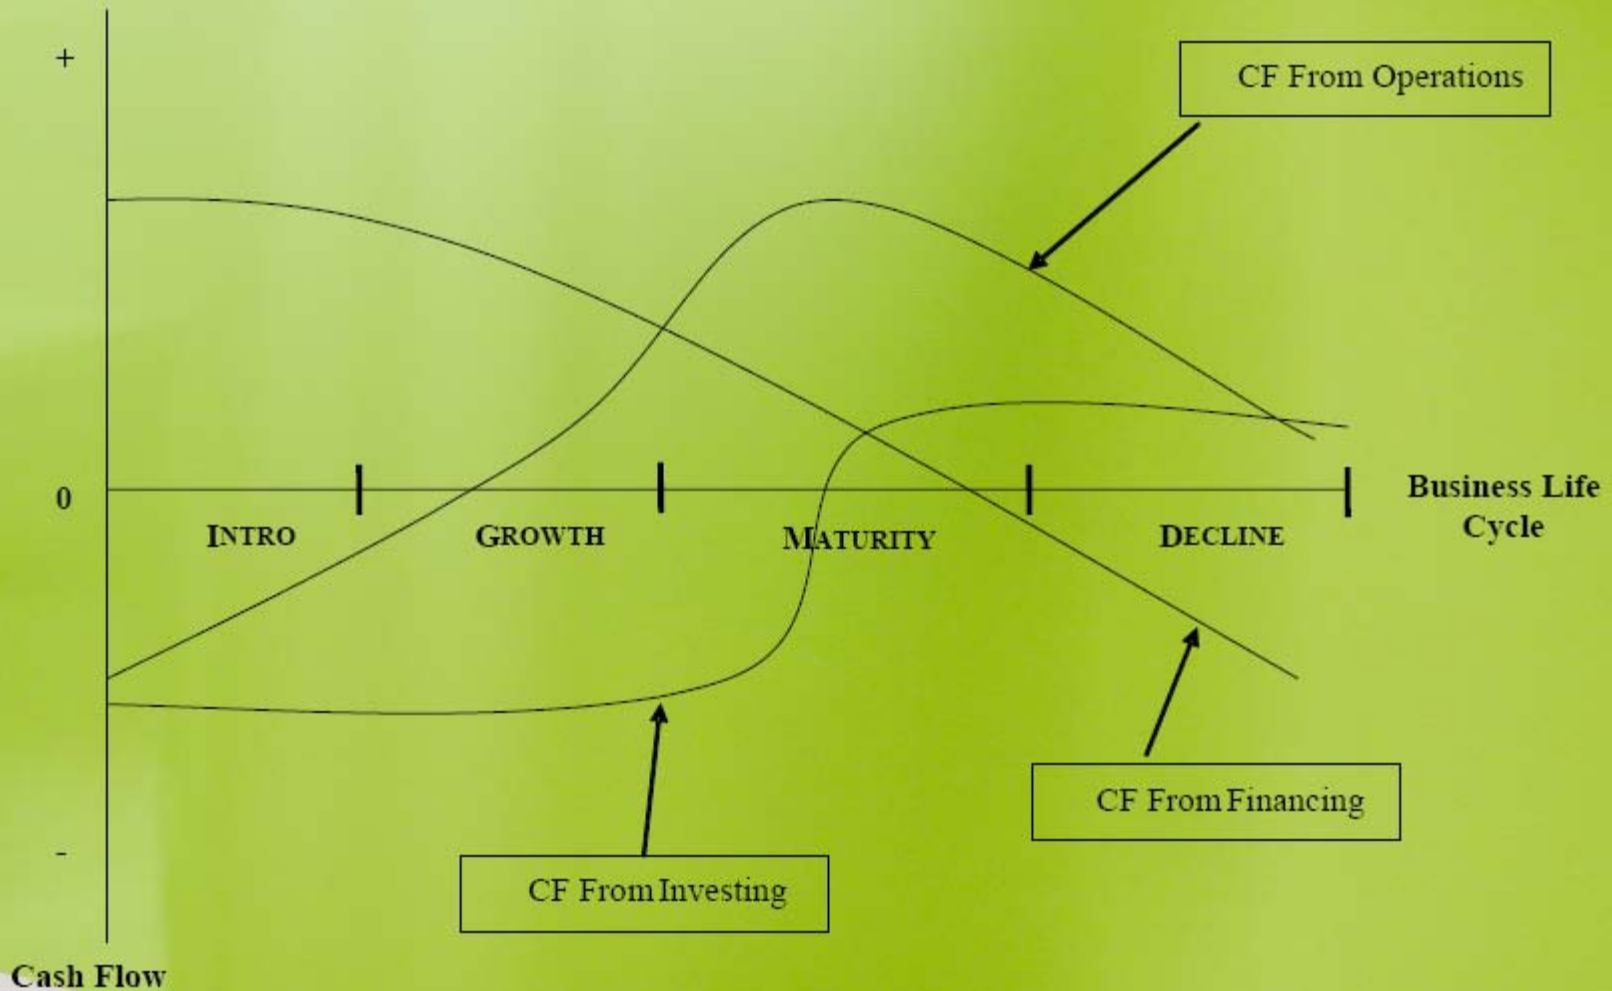 +
CF From Operations
0
INTRO
GROWTH
MATURITY
DECLINE
Business Life
Cycle
CF From Financing
-
CF From Investing
Cash Flow